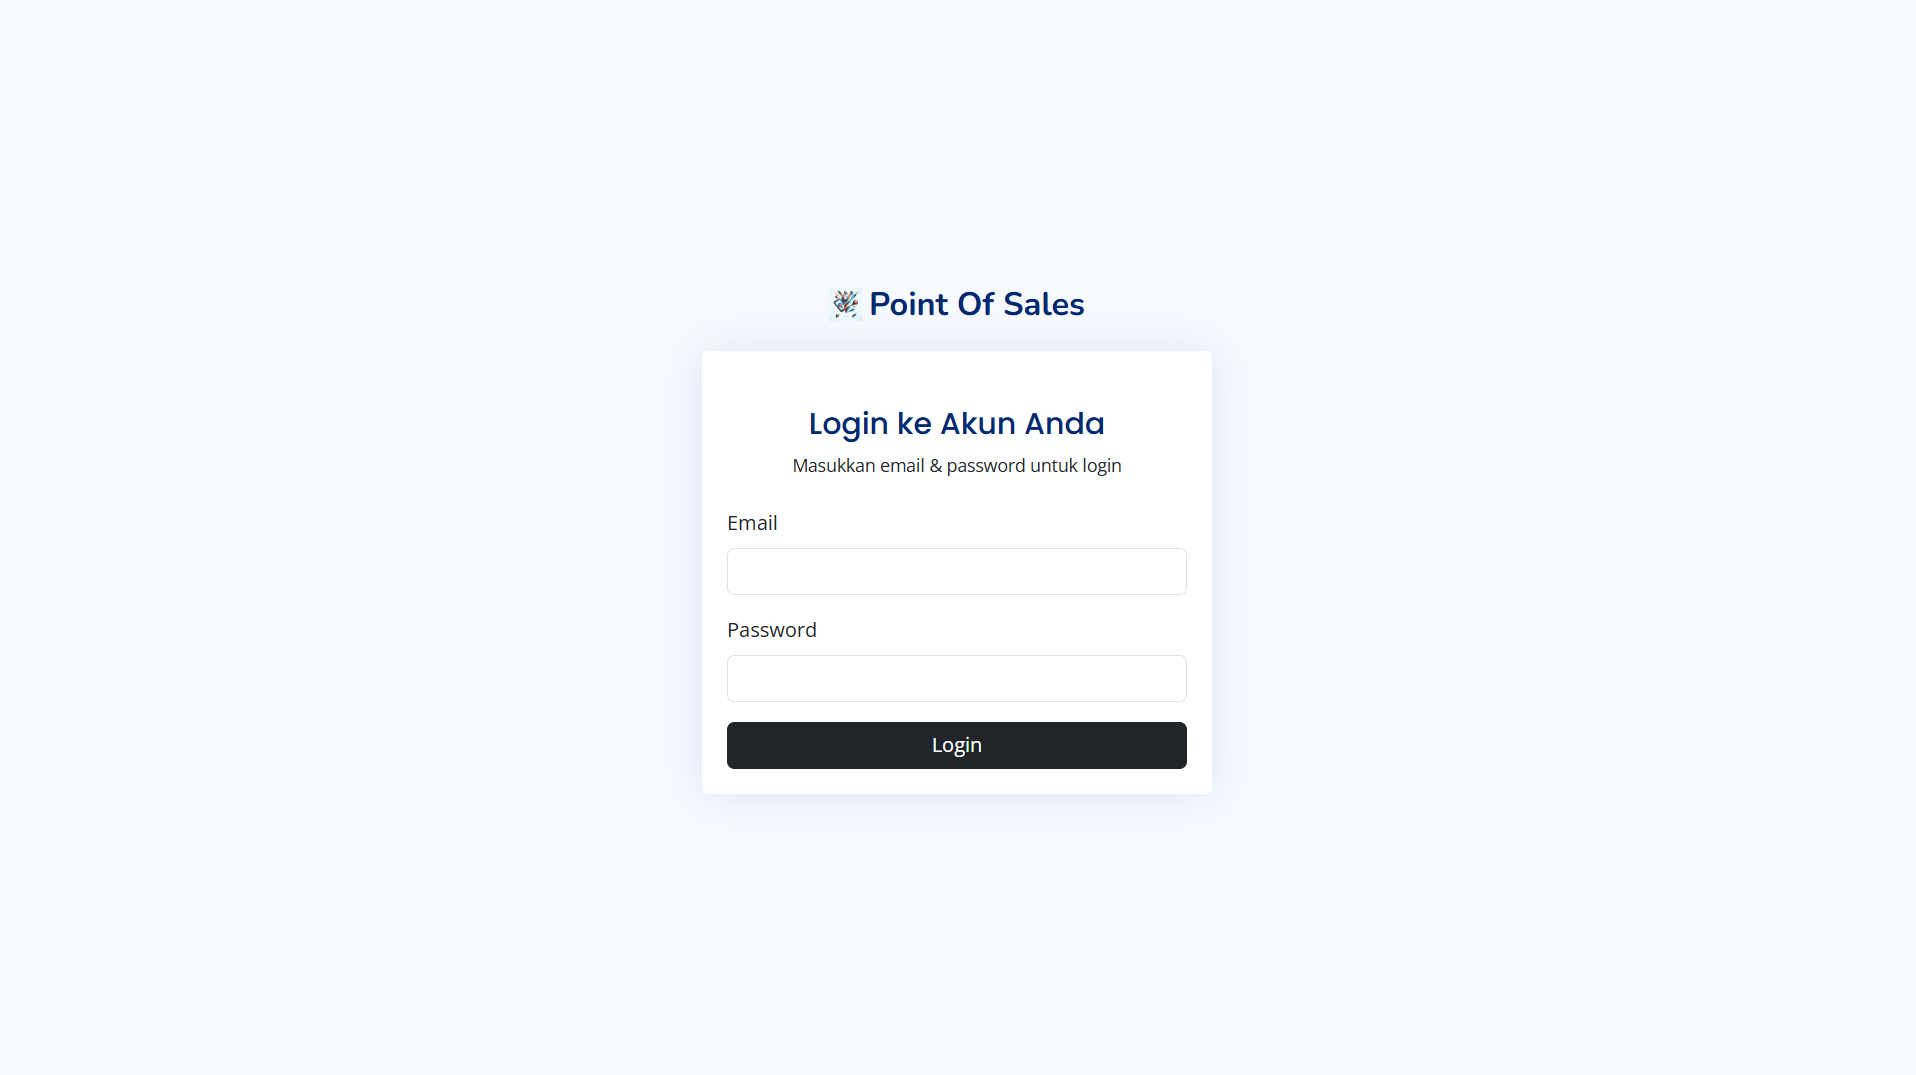 Point Of Sales
Login ke Akun Anda
Masukkan email & password untuk login
Email
Password
Login